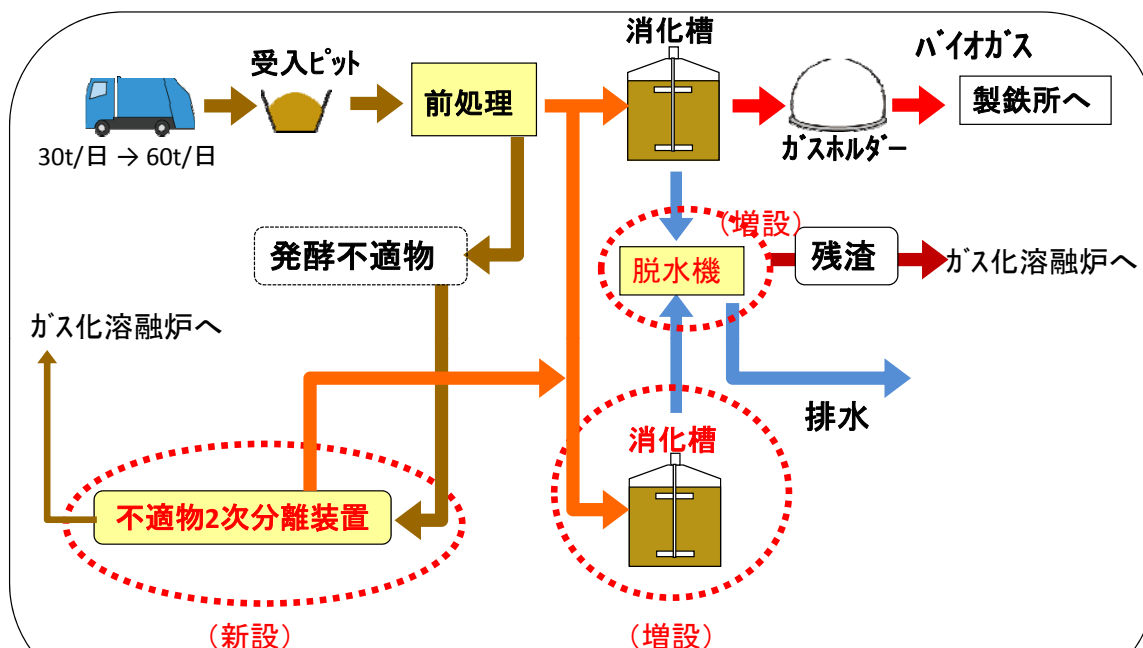 消化槽
バイオガス
受入ピット
前処理
製鉄所へ
30t/日 → 60t/日
ガスホルダー
(増設)
発酵不適物
脱水機
残渣
ガス化溶融炉へ
ガス化溶融炉へ
排水
消化槽
不適物2次分離装置
(新設)
(増設)